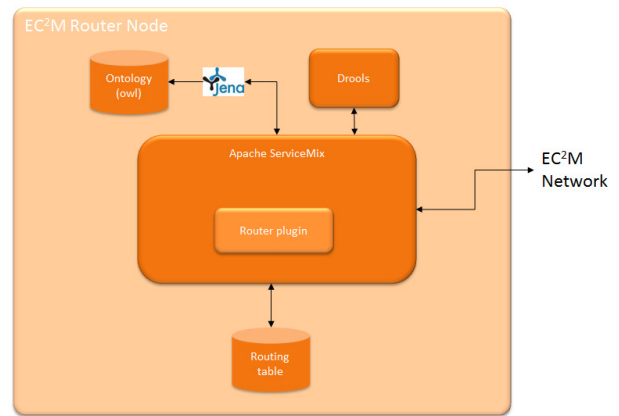 EC²M Router Node
Ontology
(owl)
Jena
Drools
Apache ServiceMix
EC²M
Network
Router plugin
Routing
table